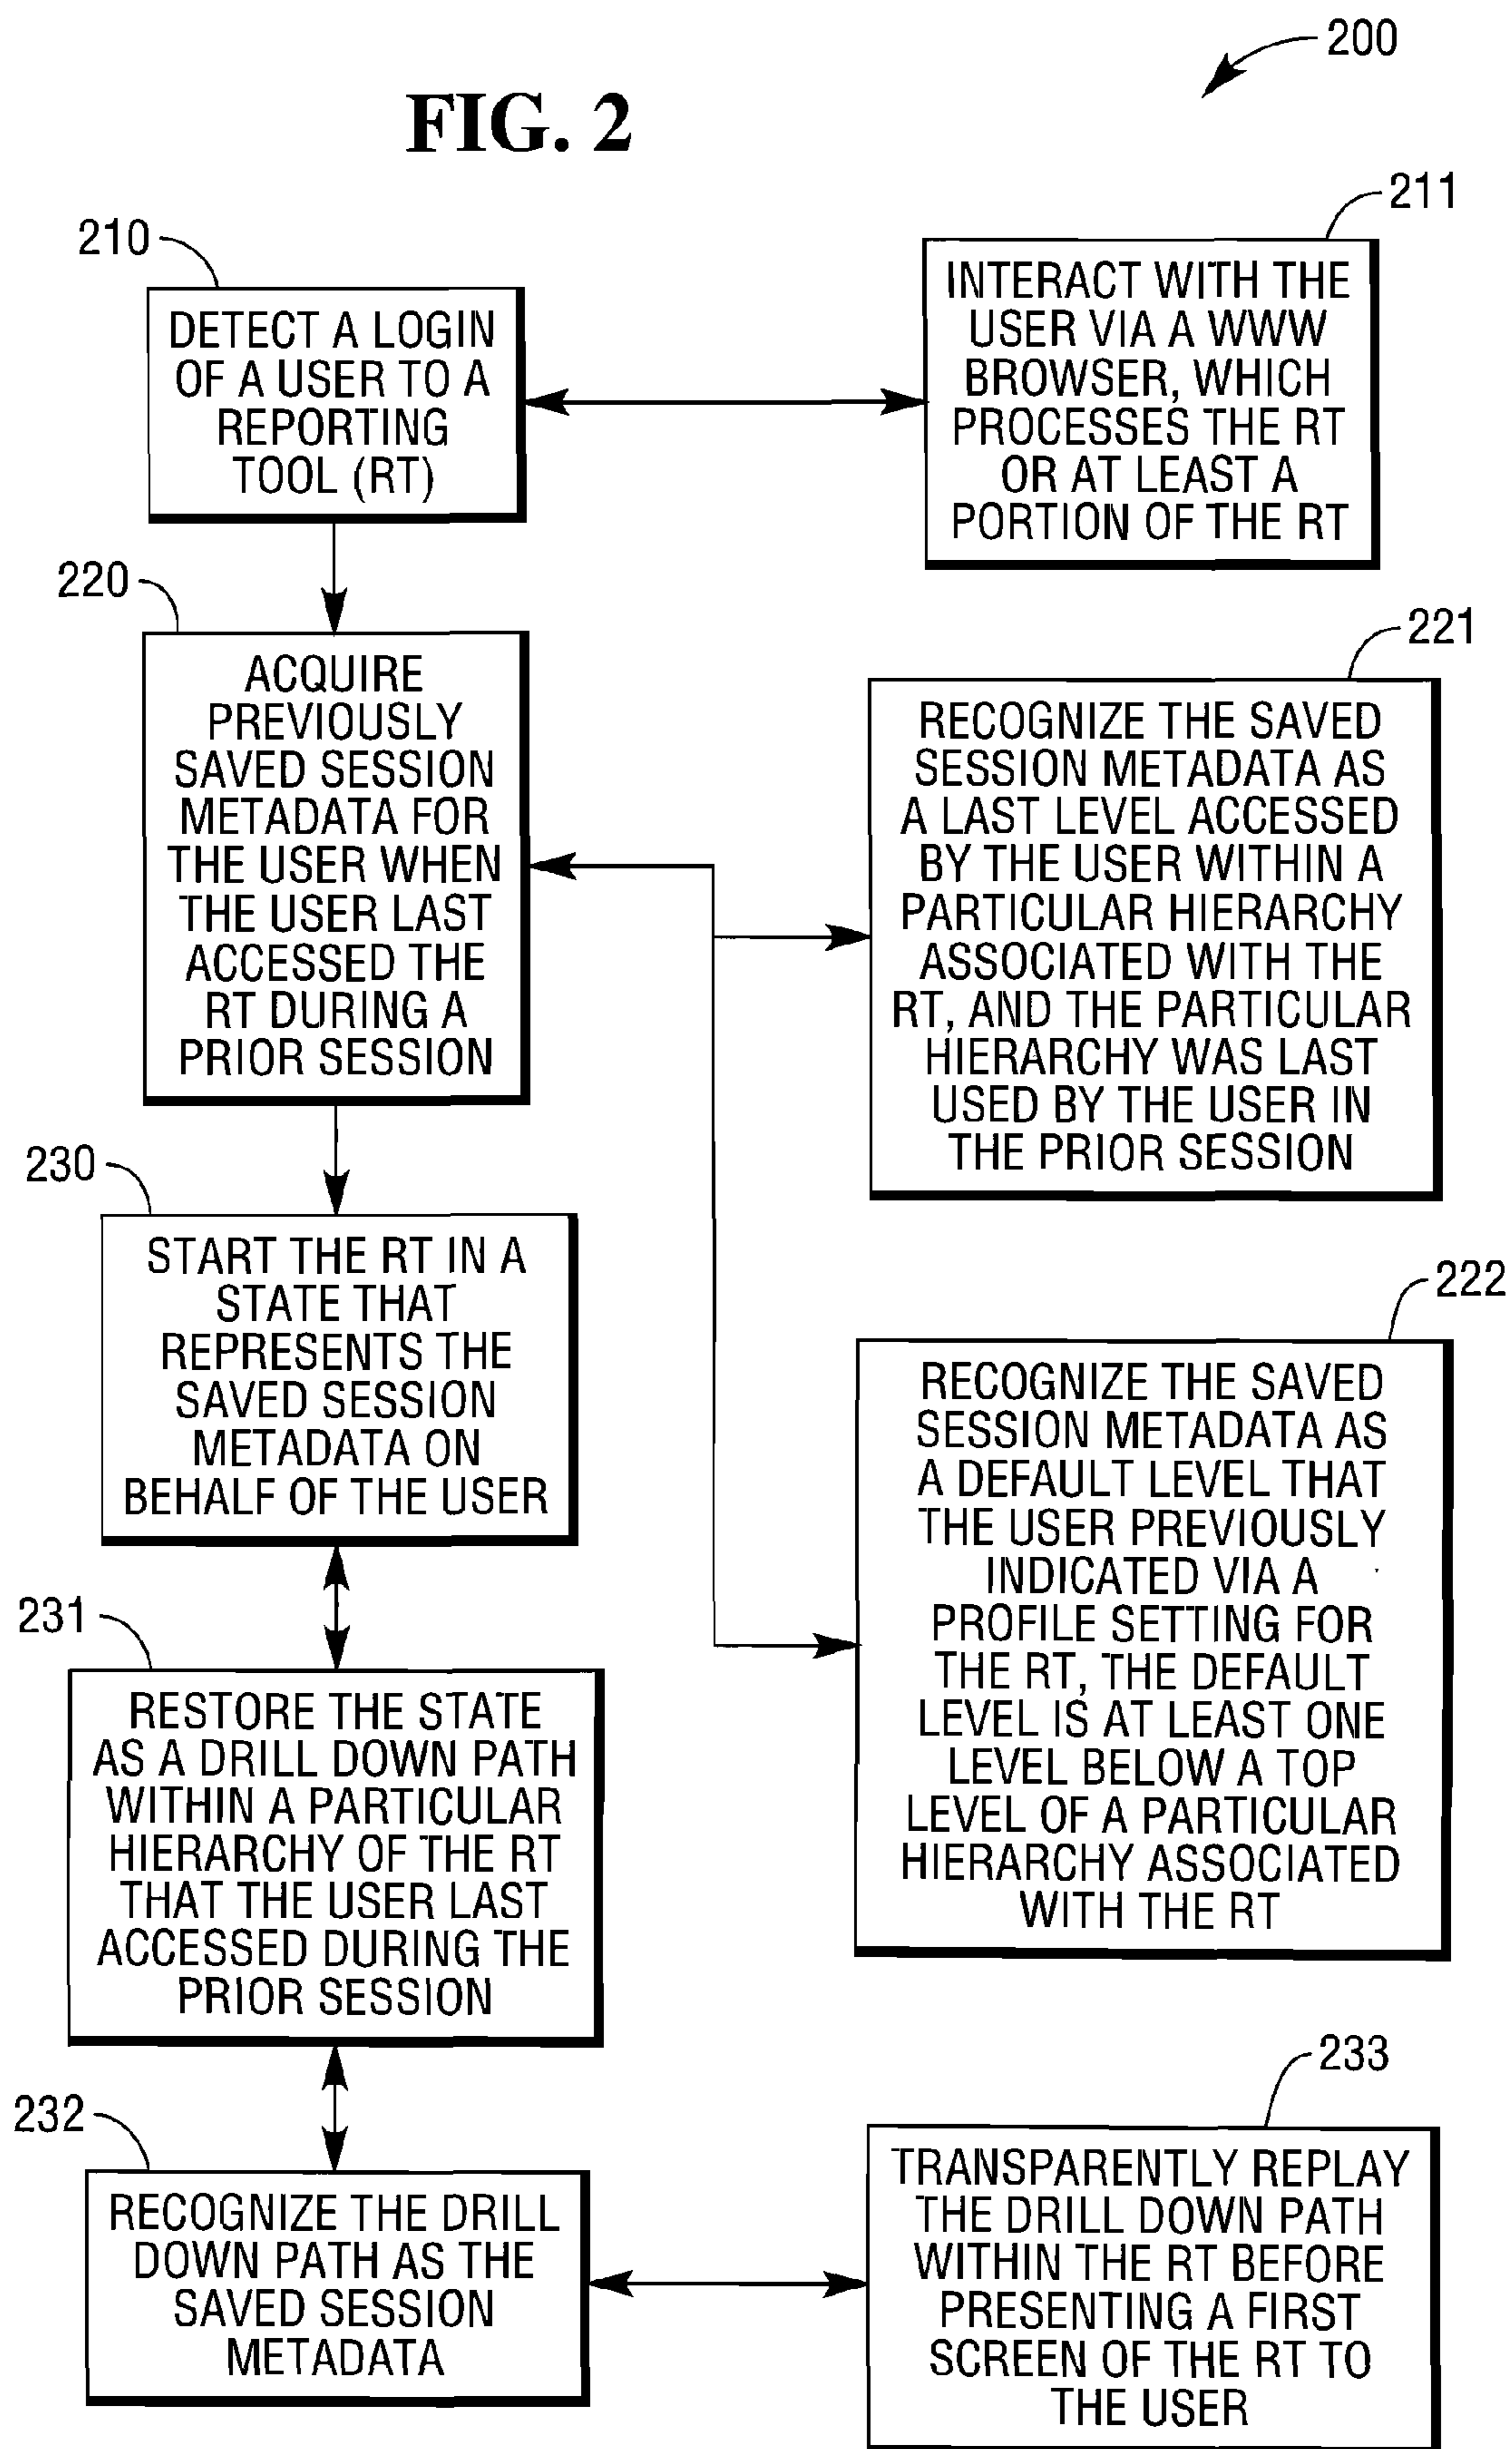 200
FIG. 2
210
DETECT A LOGIN
OF A USER TO A
REPORTING
TOOL (RT)
211
INTERACT WITH THE
USER VIA A WWW
BROWSER, WHICH
PROCESSES THE RT
OR AT LEAST A
PORTION OF THE RT
220
ACQUIRE
PREVIOUSLY
SAVED SESSION
METADATA FOR
THE USER WHEN
THE USER LAST
ACCESSED THE
RT DURING A
PRIOR SESSION
221
RECOGNIZE THE SAVED
SESSION METADATA AS
A LAST LEVEL ACCESSED
BY THE USER WITHIN A
PARTICULAR HIERARCHY
ASSOCIATED WITH THE
RT, AND THE PARTICULAR
HIERARCHY WAS LAST
USED BY THE USER IN
THE PRIOR SESSION
222
RECOGNIZE THE SAVED
SESSION METADATA AS
A DEFAULT LEVEL THAT
THE USER PREVIOUSLY
INDICATED VIA A
PROFILE SETTING FOR
THE RT, THE DEFAULT
LEVEL IS AT LEAST ONE
LEVEL BELOW A TOP
LEVEL OF A PARTICULAR
HIERARCHY ASSOCIATED
WITH THE RT
230
START THE RT IN A
STATE THAT
REPRESENTS THE
SAVED SESSION
METADATA ON
BEHALF OF THE USER
231
RESTORE THE STATE
AS A DRILL DOWN PATH
WITHIN A PARTICULAR
HIERARCHY OF THE RT
THAT THE USER LAST
ACCESSED DURING THE
PRIOR SESSION
232
RECOGNIZE THE DRILL
DOWN PATH AS THE
SAVED SESSION
METADATA
233
TRANSPARENTLY REPLAY
THE DRILL DOWN PATH
WITHIN THE RT BEFORE
PRESENTING A FIRST
SCREEN OF THE RT TO
THE USER